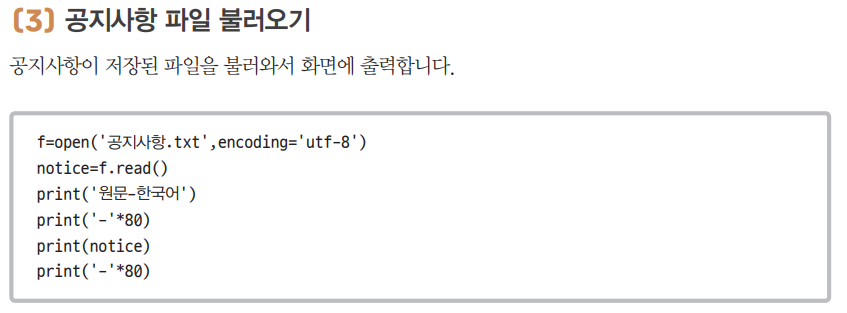 (3) 공지사항 파일 불러오기
공지사항이 저장된 파일을 불러와서 화면에 출력합니다.
f=open('공지사항.txt',encoding='utf-8')
notice=f.read()
print('원문-한국어')
print('-'*80)
print(notice)
print('-'*80)